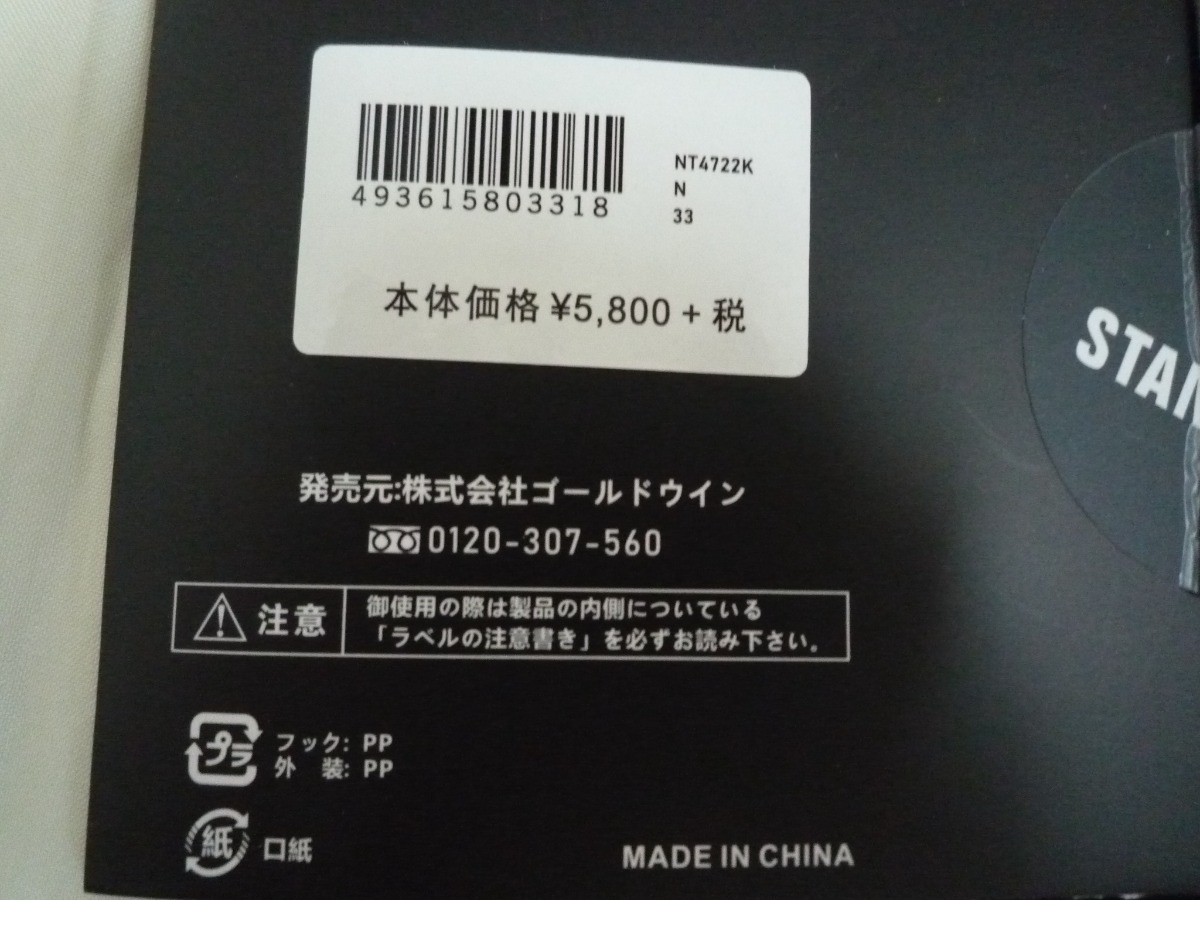 493615803318
NT4722K
N
33
本体価格 ¥5,800 + 税
STAN
発売元:株式会社ゴールドウイン
0120-307-560
注意
御使用の際は製品の内側についている
「ラベルの注意書き」を必ずお読み下さい。
プラ
フック: PP
外 装: PP
紙
口紙
MADE IN CHINA